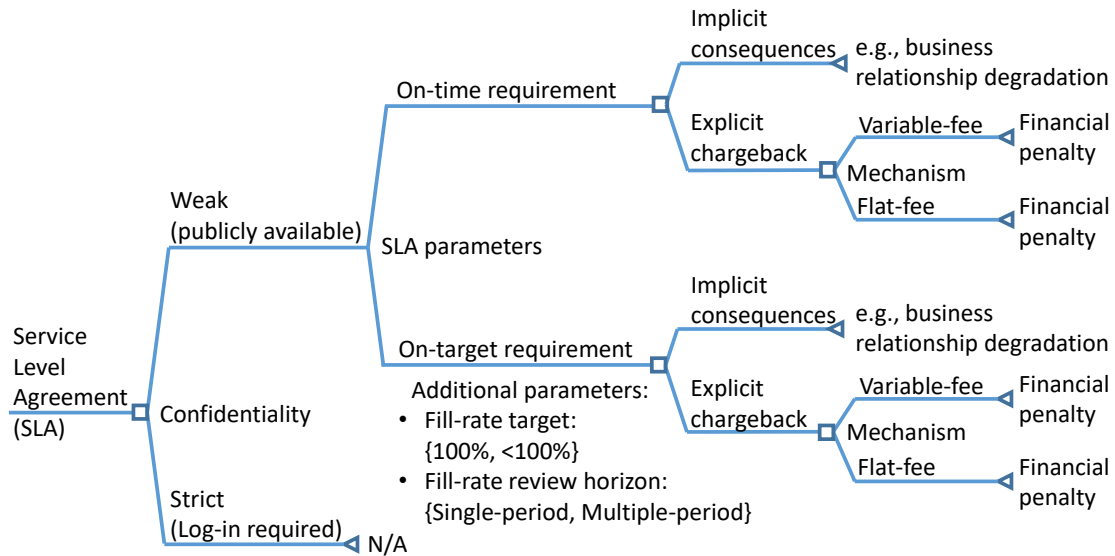 Service
Level
Agreement
(SLA)
Confidentiality
Weak
(publicly available)
SLA parameters
On-time requirement
Implicit
consequences
e.g., business
relationship degradation
Explicit
chargeback
Mechanism
Variable-fee
Financial
penalty
Flat-fee
Financial
penalty
On-target requirement
Additional parameters:
• Fill-rate target:
{100%, <100%}
• Fill-rate review horizon:
{Single-period, Multiple-period}
Implicit
consequences
e.g., business
relationship degradation
Explicit
chargeback
Mechanism
Variable-fee
Financial
penalty
Flat-fee
Financial
penalty
Strict
(Log-in required)
N/A